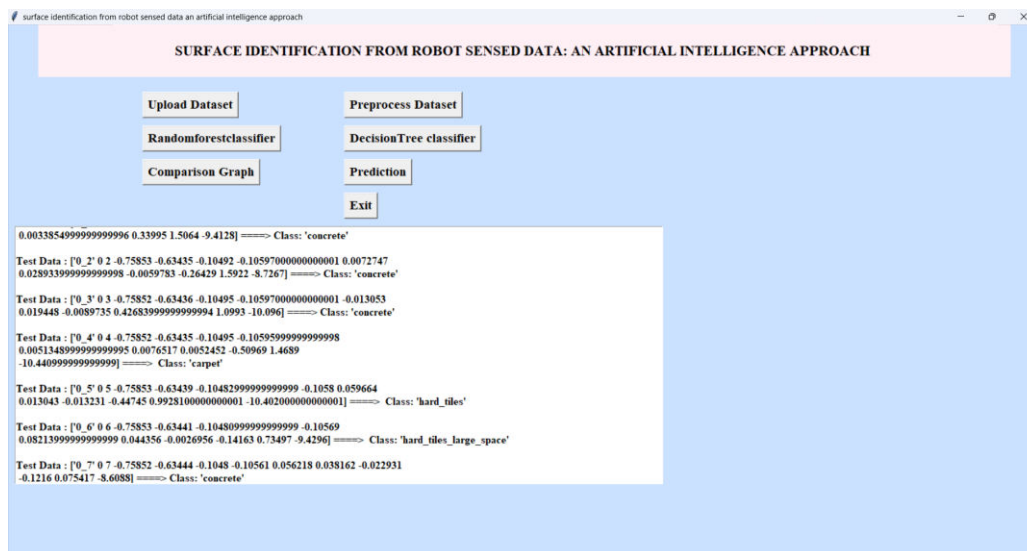 surface identification from robot sensed data an artificial intelligence approach
SURFACE IDENTIFICATION FROM ROBOT SENSED DATA: AN ARTIFICIAL INTELLIGENCE APPROACH
Upload Dataset
Preprocess Dataset
Randomforestclassifier
DecisionTree classifier
Comparison Graph
Prediction
Exit
0.0033854999999999996 0.33995 1.5064 -9.4128] ====> Class: 'concrete'
Test Data : ['0_2' 0 2 -0.75853 -0.63435 -0.10492 -0.10597000000000001 0.0072747
0.028933999999999998 -0.0059783 -0.26429 1.5922 -8.7267] ====> Class: 'concrete'
Test Data : ['0_3' 0 3 -0.75852 -0.63436 -0.10495 -0.10597000000000001 -0.013053
0.019448 -0.0089735 0.42683999999999994 1.0993 -10.096] ====> Class: 'concrete'
Test Data : ['0_4' 0 4 -0.75852 -0.63435 -0.10495 -0.10595999999999998
0.0051348999999999995 0.0076517 0.0052452 -0.50969 1.4689
-10.440999999999999] ====> Class: 'carpet'
Test Data : ['0_5' 0 5 -0.75853 -0.63439 -0.10482999999999999 -0.1058 0.059664
0.013043 -0.013231 -0.44745 0.9928100000000001 -10.402000000000001] ====> Class: 'hard_tiles'
Test Data : ['0_6' 0 6 -0.75853 -0.63441 -0.10480999999999999 -0.10569
0.08213999999999999 0.044356 -0.0026956 -0.14163 0.73497 -9.4296] ====> Class: 'hard_tiles_large_space'
Test Data : ['0_7' 0 7 -0.75852 -0.63444 -0.1048 -0.10561 0.056218 0.038162 -0.022931
-0.1216 0.075417 -8.6088] ====> Class: 'concrete'